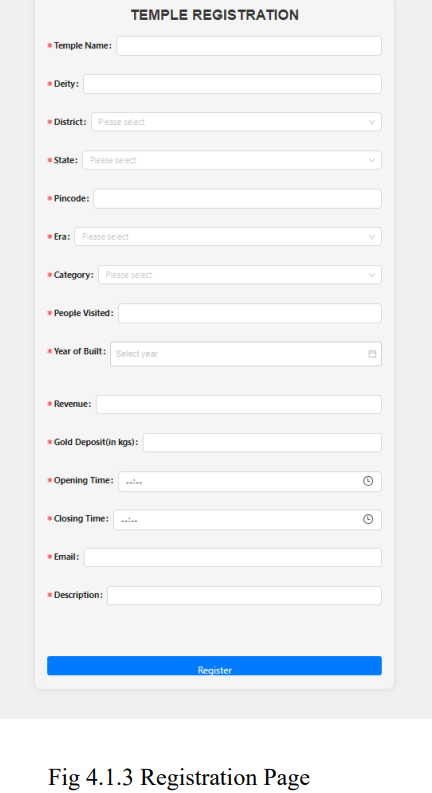 TEMPLE REGISTRATION
* Temple Name:
* Deity:
* District: Please select
* State: Please select
* Pincode:
* Era: Please select
* Category: Please select
* People Visited:
* Year of Built: Select year
* Revenue:
* Gold Deposit(in kgs):
* Opening Time: --:--
* Closing Time: --:--
* Email:
* Description:
Register
Fig 4.1.3 Registration Page